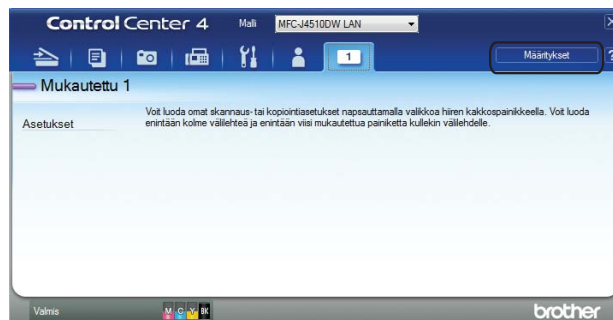 Control Center 4 Malli MFC-J4510DW LAN
1 Määritykset ?
Mukautettu 1
Asetukset
Voit luoda omat skannaus- tai kopiointiasetukset napsauttamalla valikkoa hiiren kakkospainikkeella. Voit luoda
enintään kolme välilehteä ja enintään viisi mukautettua painiketta kullekin välilehdelle.
Valmis M C Y BK brother